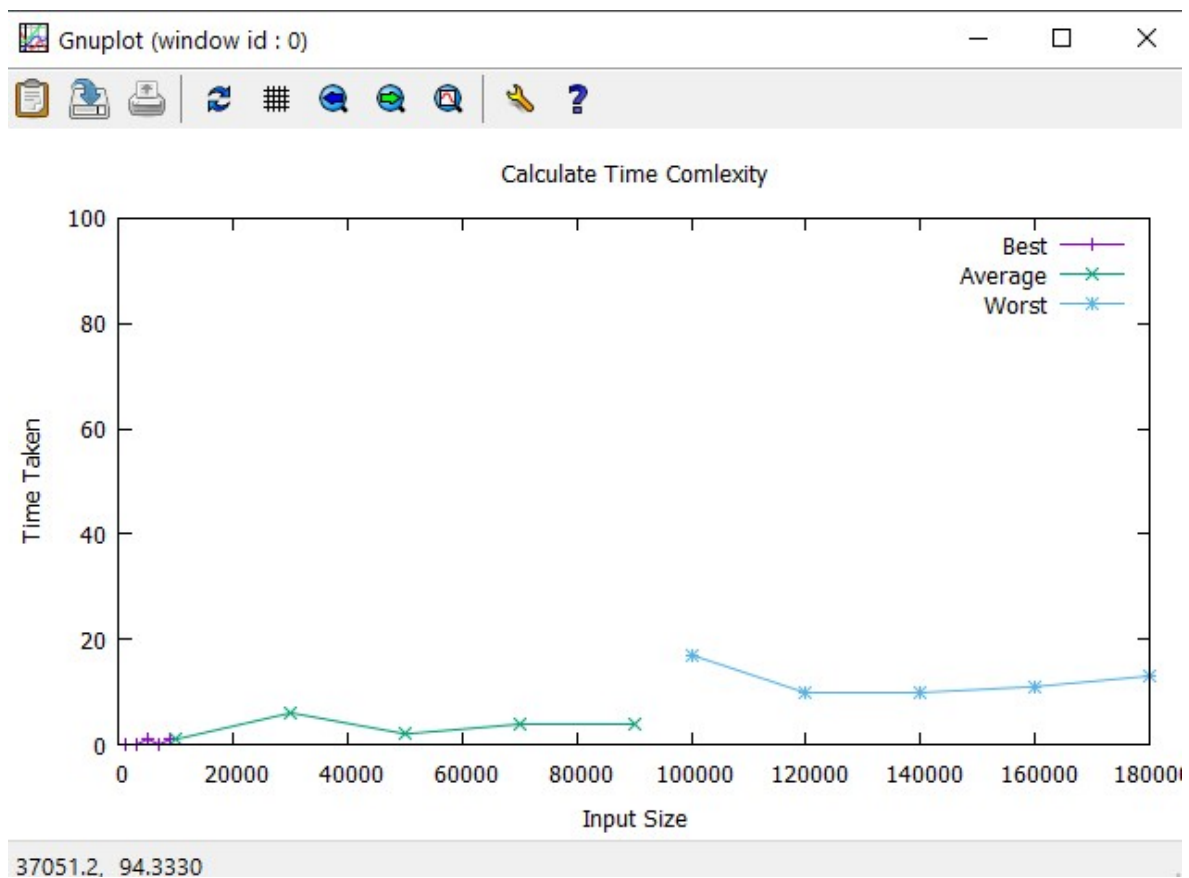 Gnuplot (window id : 0)
Calculate Time Comlexity
100
80
60
40
20
0
Time Taken
Best
Average
Worst
0 20000 40000 60000 80000 100000 120000 140000 160000 18000
Input Size
37051.2, 94.3330